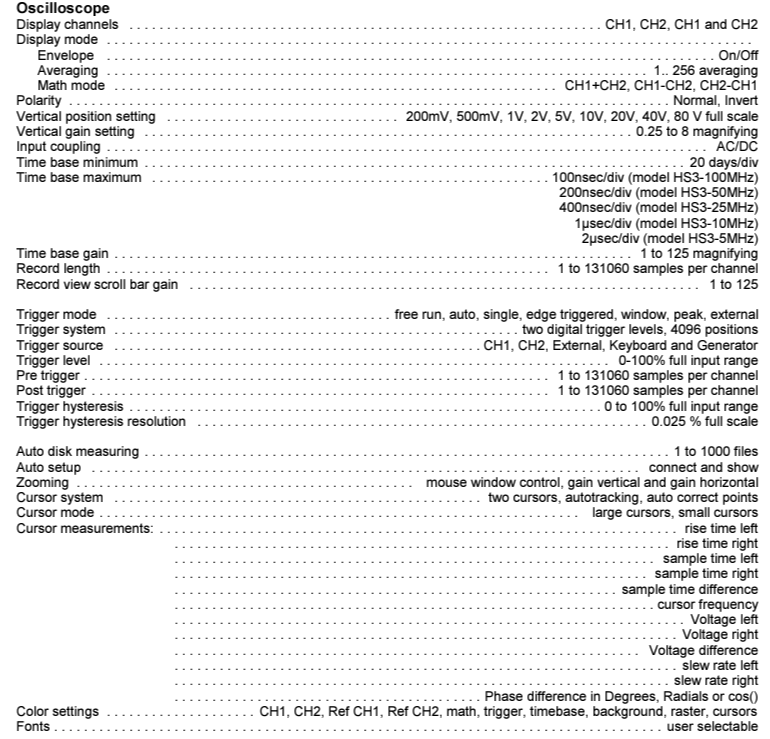 Oscilloscope
Display channels . . . . . . . . . . CH1, CH2, CH1 and CH2
Display mode . . . . . . . . . .
Envelope . . . . . . . . . . On/Off
Averaging . . . . . . . . . . 1.. 256 averaging
Math mode . . . . . . . . . . CH1+CH2, CH1-CH2, CH2-CH1
Polarity . . . . . . . . . . Normal, Invert
Vertical position setting . . . . . . . . . . 200mV, 500mV, 1V, 2V, 5V, 10V, 20V, 40V, 80 V full scale
Vertical gain setting . . . . . . . . . . 0.25 to 8 magnifying
Input coupling . . . . . . . . . . AC/DC
Time base minimum . . . . . . . . . . 20 days/div
Time base maximum . . . . . . . . . . 100nsec/div (model HS3-100MHz)
200nsec/div (model HS3-50MHz)
400nsec/div (model HS3-25MHz)
1µsec/div (model HS3-10MHz)
2µsec/div (model HS3-5MHz)
Time base gain . . . . . . . . . . 1 to 125 magnifying
Record length . . . . . . . . . . 1 to 131060 samples per channel
Record view scroll bar gain . . . . . . . . . . 1 to 125
Trigger mode . . . . . . . . . . free run, auto, single, edge triggered, window, peak, external
Trigger system . . . . . . . . . . two digital trigger levels, 4096 positions
Trigger source . . . . . . . . . . CH1, CH2, External, Keyboard and Generator
Trigger level . . . . . . . . . . 0-100% full input range
Pre trigger . . . . . . . . . . 1 to 131060 samples per channel
Post trigger . . . . . . . . . . 1 to 131060 samples per channel
Trigger hysteresis . . . . . . . . . . 0 to 100% full input range
Trigger hysteresis resolution . . . . . . . . . . 0.025 % full scale
Auto disk measuring . . . . . . . . . . 1 to 1000 files
Auto setup . . . . . . . . . . connect and show
Zooming . . . . . . . . . . mouse window control, gain vertical and gain horizontal
Cursor system . . . . . . . . . . two cursors, autotracking, auto correct points
Cursor mode . . . . . . . . . . large cursors, small cursors
Cursor measurements: . . . . . . . . . . rise time left
. . . . . . . . . . rise time right
. . . . . . . . . . sample time left
. . . . . . . . . . sample time right
. . . . . . . . . . sample time difference
. . . . . . . . . . cursor frequency
. . . . . . . . . . Voltage left
. . . . . . . . . . Voltage right
. . . . . . . . . . Voltage difference
. . . . . . . . . . slew rate left
. . . . . . . . . . slew rate right
. . . . . . . . . . Phase difference in Degrees, Radials or cos()
Color settings . . . . . . . . . . CH1, CH2, Ref CH1, Ref CH2, math, trigger, timebase, background, raster, cursors
Fonts . . . . . . . . . . user selectable